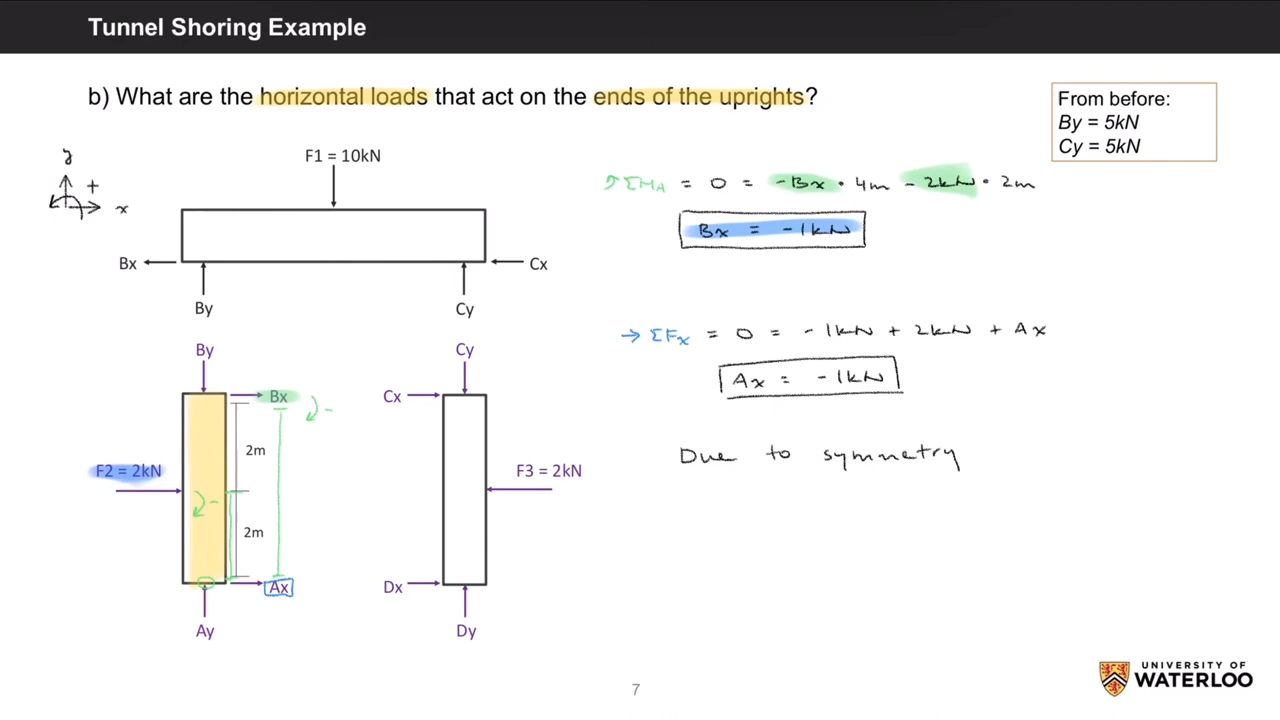 Tunnel Shoring Example
b) What are the horizontal loads that act on the ends of the uprights?
From before:
By = 5kN
Cy = 5kN
y
+
x
F1 = 10kN
Bx
Cx
By
Cy
↑ΣMA = 0 = -Bx · 4m - 2kN · 2m
Bx = -1kN
→ ΣFx = 0 = -1kN + 2kN + Ax
Ax = -1kN
Due to symmetry
By
Cy
Bx
-
Cx
2m
F2 = 2kN
F3 = 2kN
-
2m
Ax
Dx
Ay
Dy
7
UNIVERSITY OF
WATERLOO